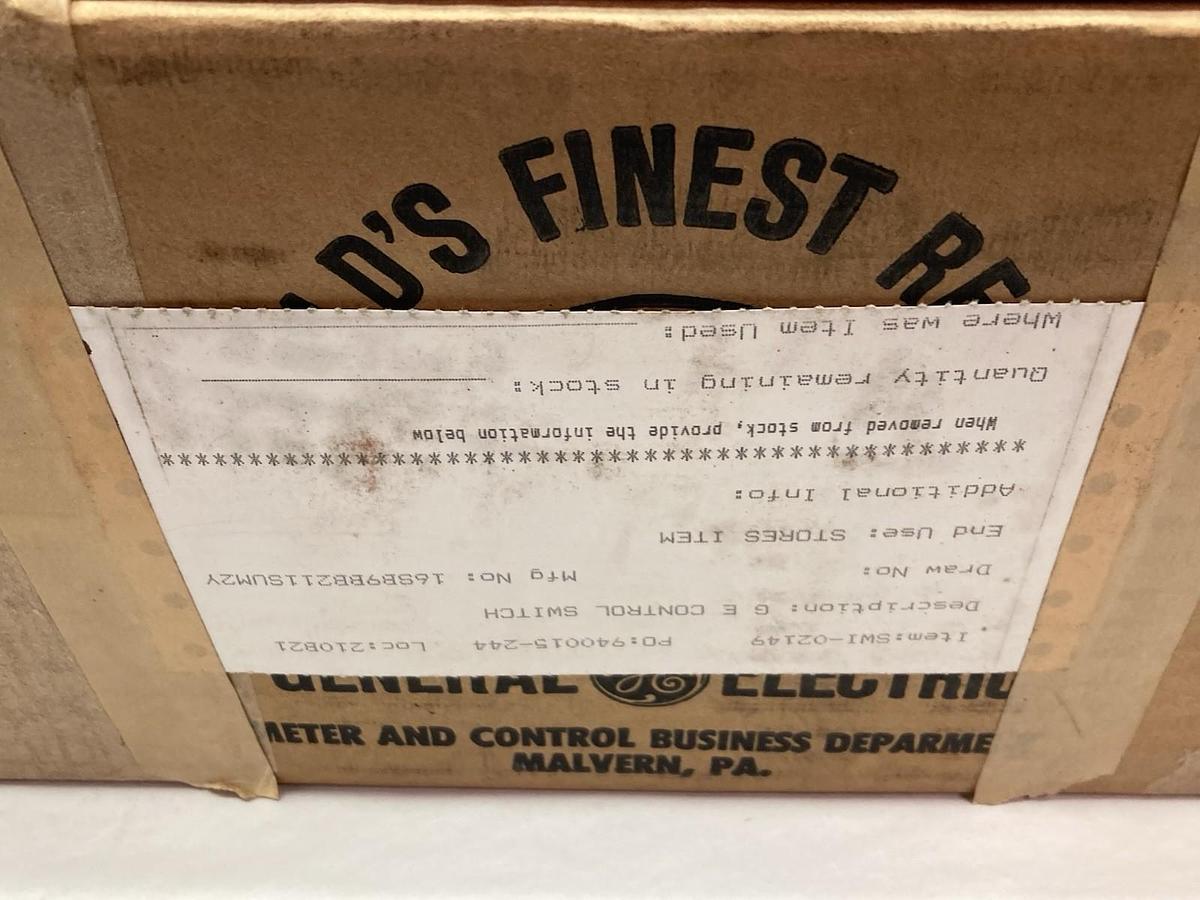 D'S FINEST RE
Item:SWI-02149 PO:940015-244 Loc:210B21
Description: G E CONTROL SWITCH
Draw No: Mfg No: 16SB9BB211SUM2Y
End Use: STORES ITEM
Additional Info:
************************************************
When removed from stock, provide the information below
Quantity remaining in stock:
Where was Item Used:
GENERAL GE ELECTRIC
METER AND CONTROL BUSINESS DEPARME
MALVERN, PA.